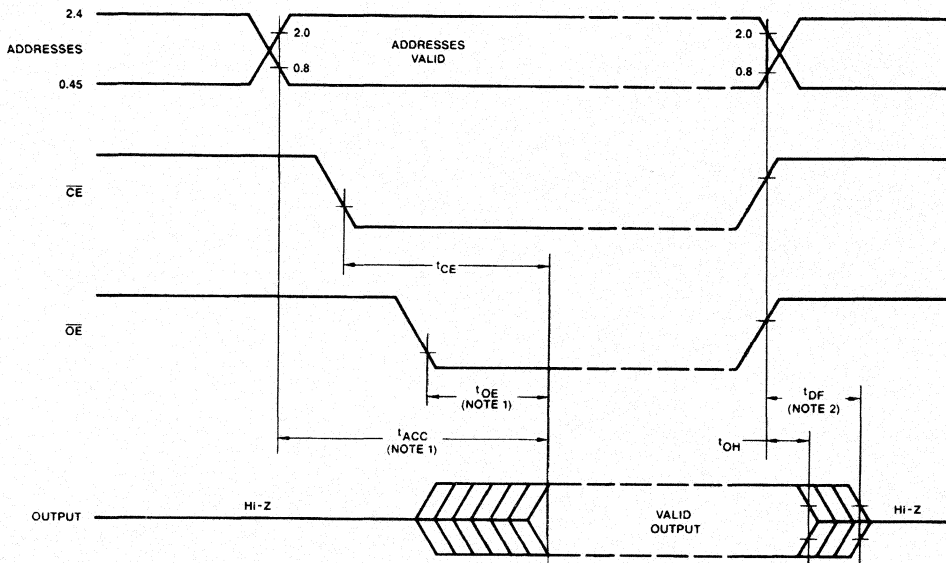 2.4
ADDRESSES
0.45
2.0
0.8
ADDRESSES
VALID
2.0
0.8
CE
tCE
OE
tOE
(NOTE 1)
tACC
(NOTE 1)
tDF
(NOTE 2)
tOH
OUTPUT
Hi-Z
VALID
OUTPUT
Hi-Z